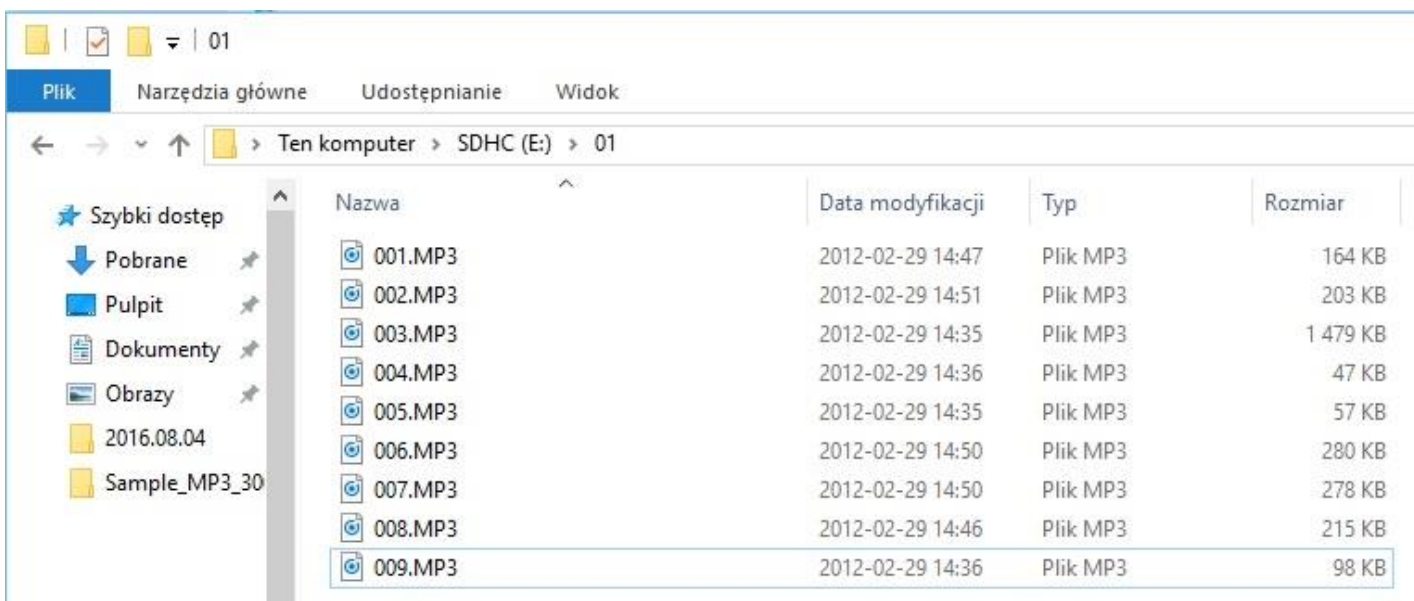 01
Plik Narzędzia główne Udostępnianie Widok
Ten komputer > SDHC (E:) > 01
Szybki dostęp
Pobrane
Pulpit
Dokumenty
Obrazy
2016.08.04
Sample_MP3_30
Nazwa Data modyfikacji Typ Rozmiar
001.MP3 2012-02-29 14:47 Plik MP3 164 KB
002.MP3 2012-02-29 14:51 Plik MP3 203 KB
003.MP3 2012-02-29 14:35 Plik MP3 1 479 KB
004.MP3 2012-02-29 14:36 Plik MP3 47 KB
005.MP3 2012-02-29 14:35 Plik MP3 57 KB
006.MP3 2012-02-29 14:50 Plik MP3 280 KB
007.MP3 2012-02-29 14:50 Plik MP3 278 KB
008.MP3 2012-02-29 14:46 Plik MP3 215 KB
009.MP3 2012-02-29 14:36 Plik MP3 98 KB